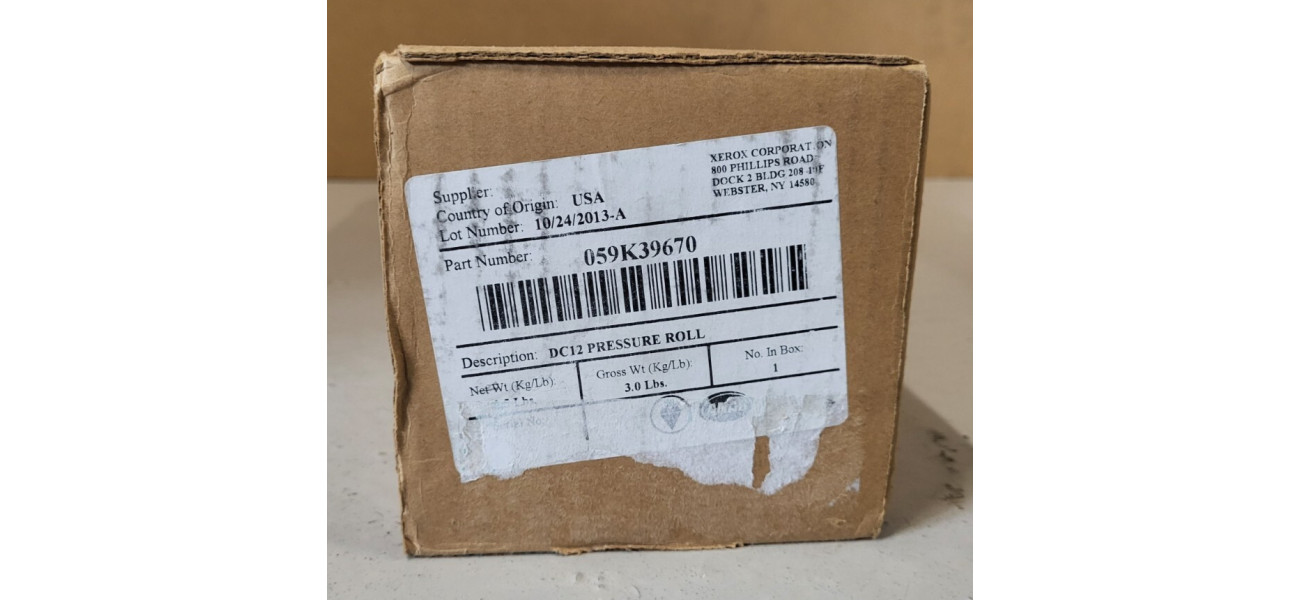 Supplier:
Country of Origin: USA
Lot Number: 10/24/2013-A
XEROX CORPORATION
800 PHILLIPS ROAD
DOCK 2 BLDG 208
WEBSTER, NY 14580
Part Number: 059K39670
Description: DC12 PRESSURE ROLL
Net Wt (Kg/Lb):
Lbs.
Gross Wt (Kg/Lb):
3.0 Lbs.
No. In Box:
1
No: